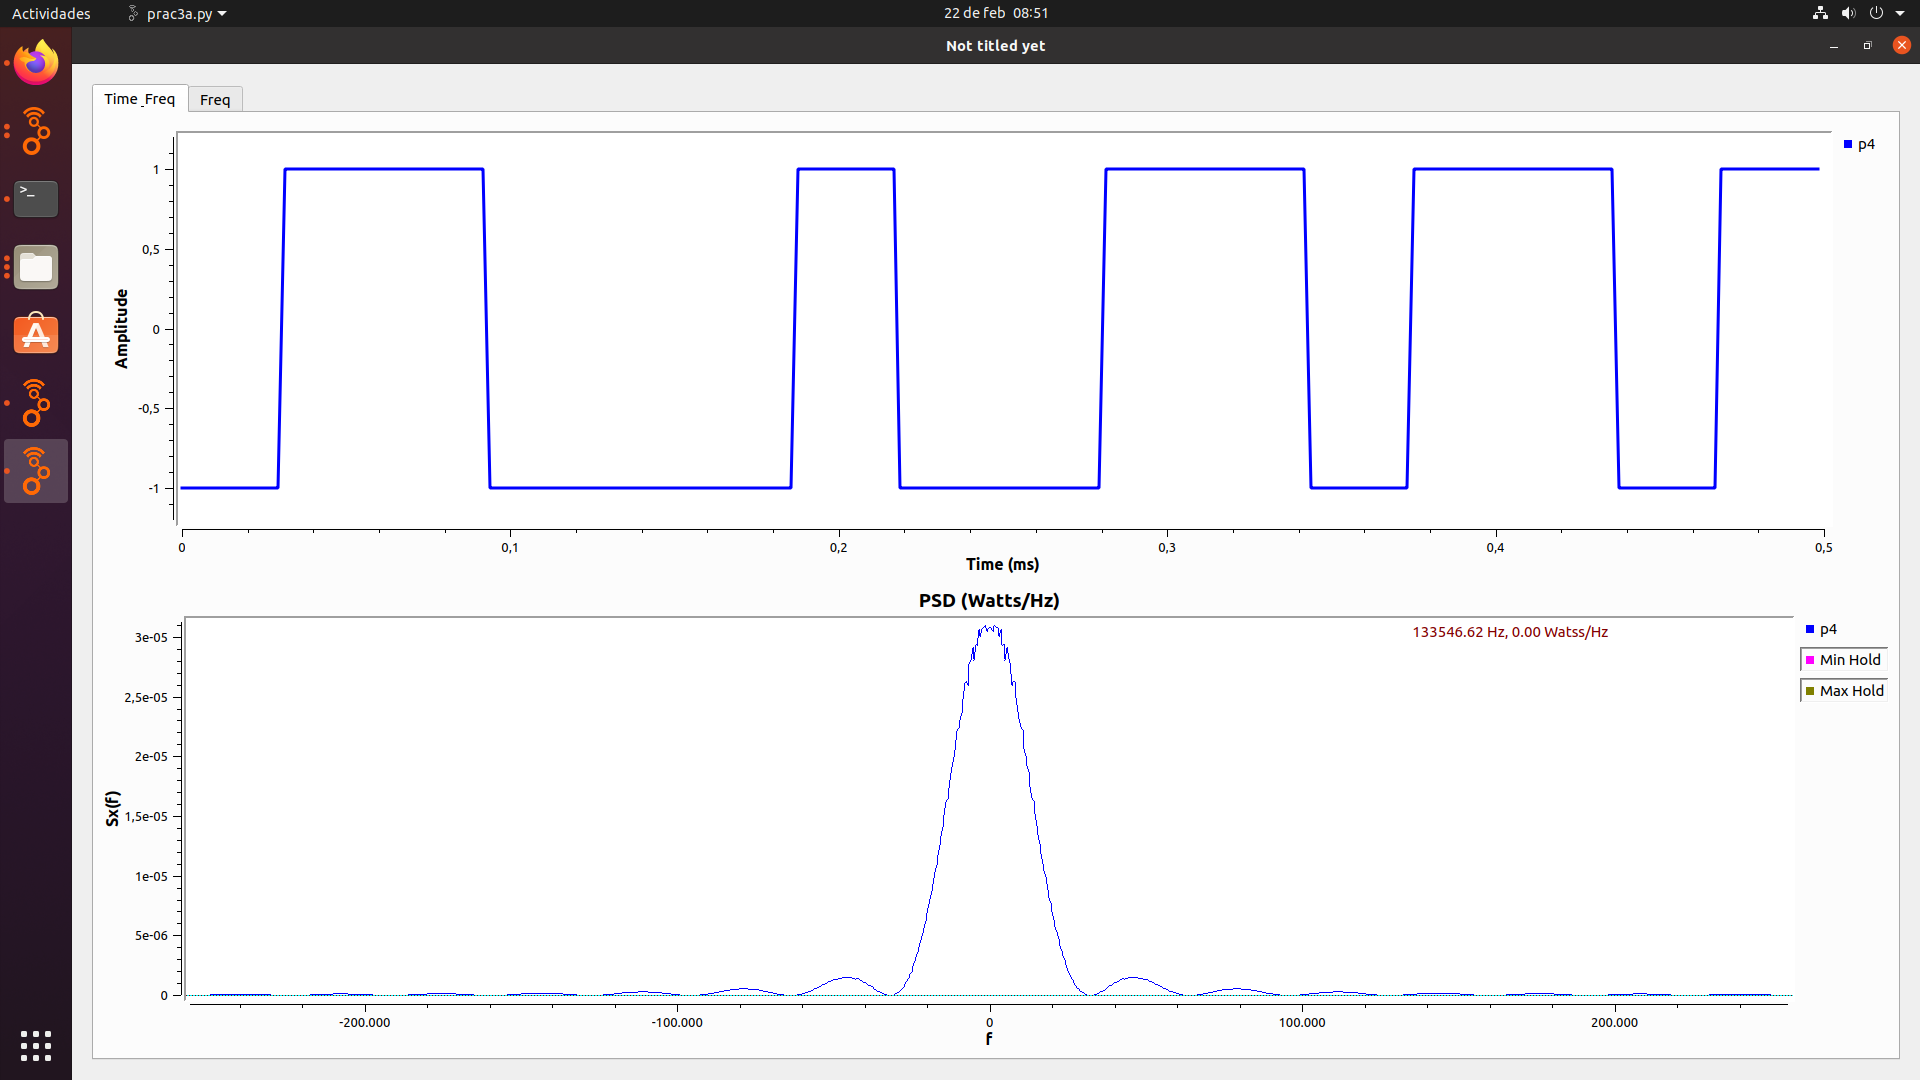 Actividades prac3a.py 22 de feb 08:51
Not titled yet
Time_Freq Freq
p4
1
0,5
0
-0,5
-1
Amplitude
0 0,1 0,2 0,3 0,4 0,5
Time (ms)
PSD (Watts/Hz)
133546.62 Hz, 0.00 Watss/Hz
p4
Min Hold
Max Hold
3e-05
2,5e-05
2e-05
1,5e-05
1e-05
5e-06
0
Sx(f)
-200.000 -100.000 0 100.000 200.000
f